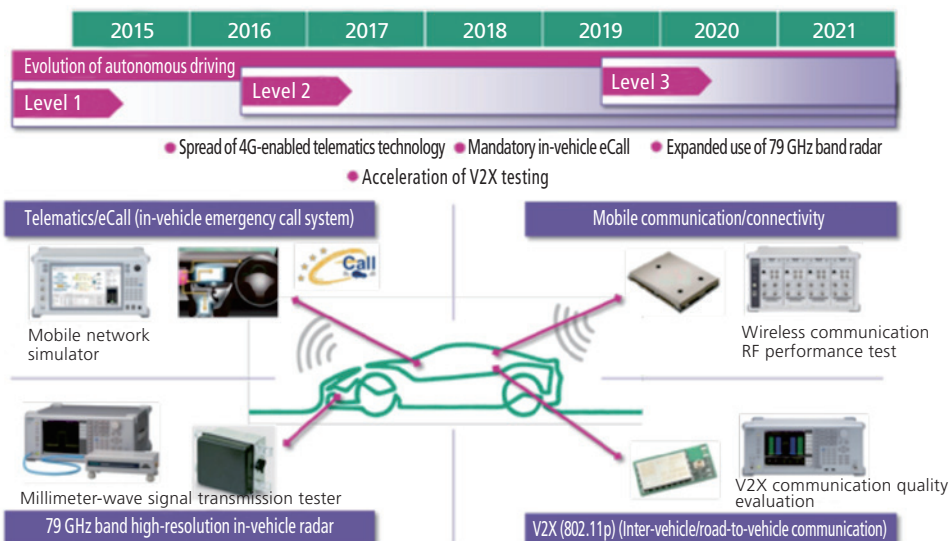 2015 2016 2017 2018 2019 2020 2021
Evolution of autonomous driving
Level 1
Level 2
Level 3
Spread of 4G-enabled telematics technology
Mandatory in-vehicle eCall
Expanded use of 79 GHz band radar
Acceleration of V2X testing
Telematics/eCall (in-vehicle emergency call system)
Call
Mobile network
simulator
Mobile communication/connectivity
Wireless communication
RF performance test
Millimeter-wave signal transmission tester
79 GHz band high-resolution in-vehicle radar
V2X communication quality
evaluation
V2X (802.11p) (Inter-vehicle/road-to-vehicle communication)